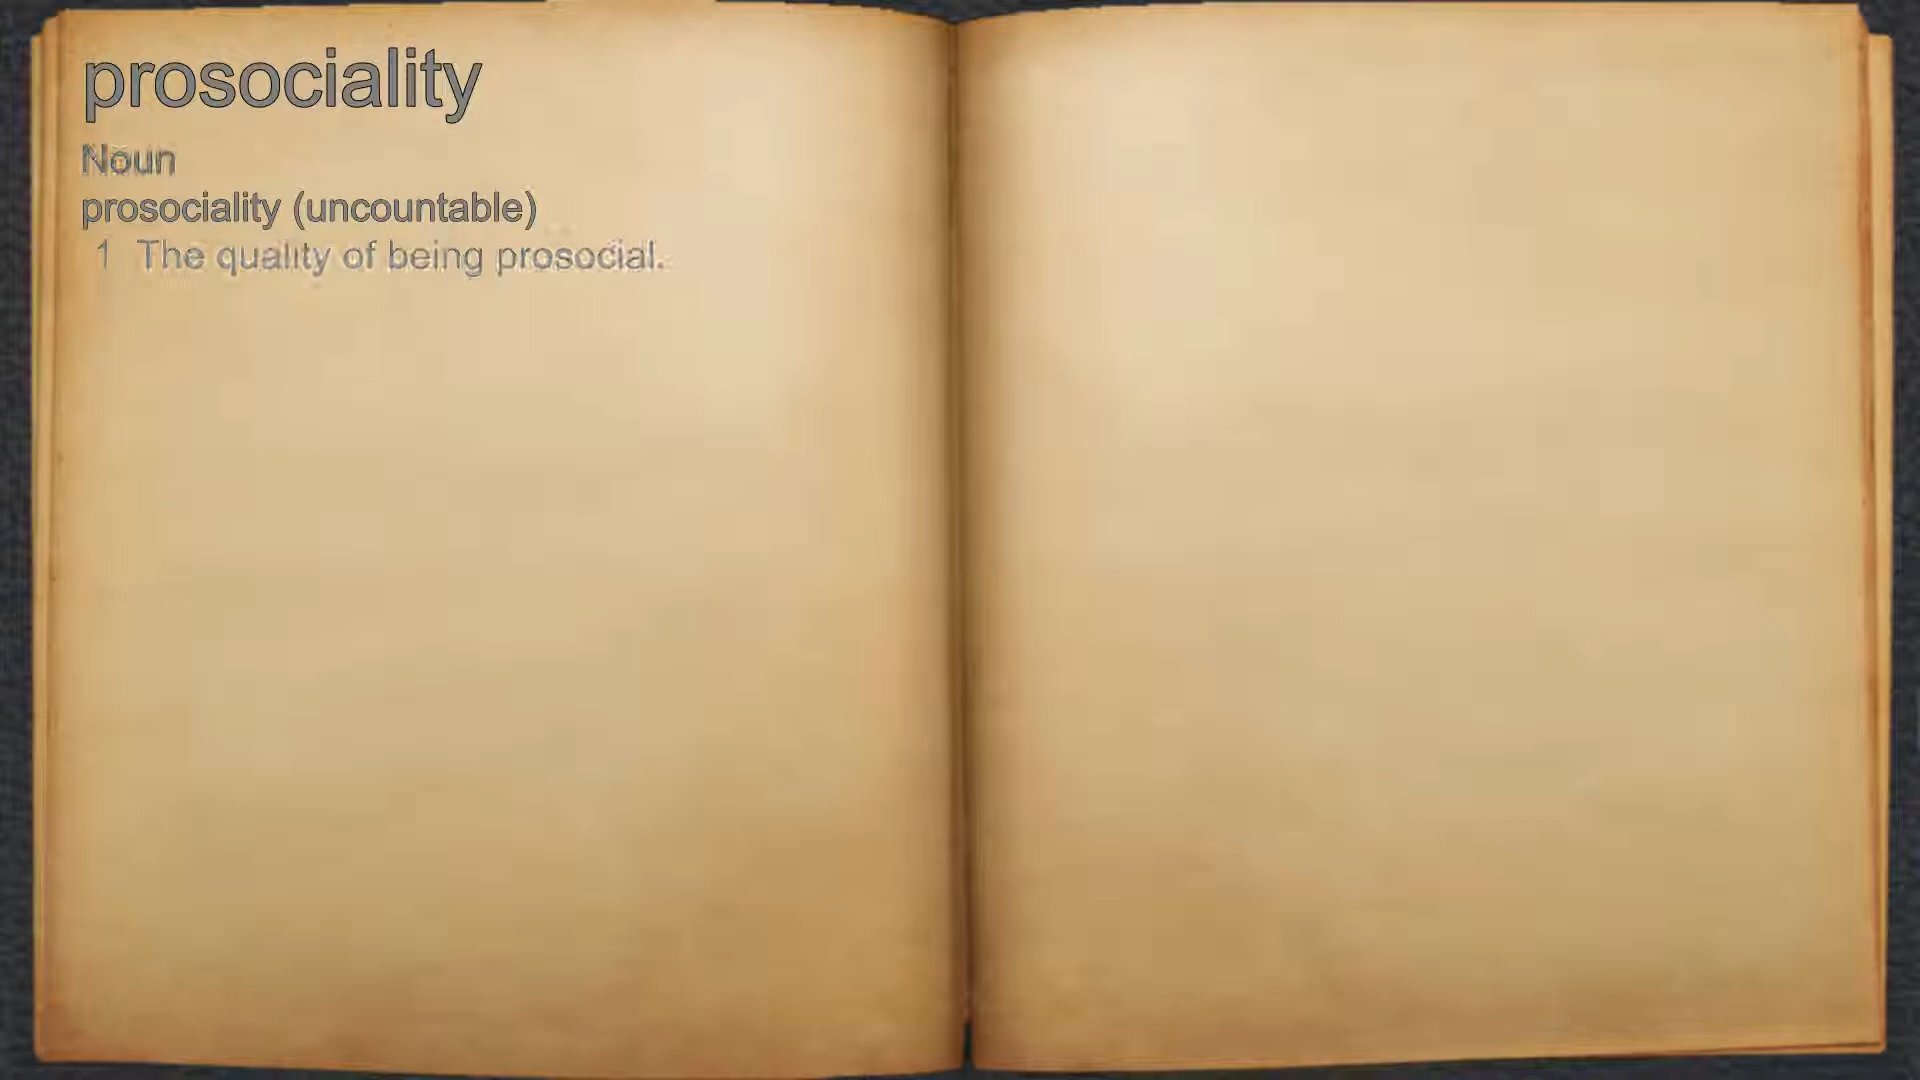 prosociality
Noun
prosociality (uncountable)
1 The quality of being prosocial.